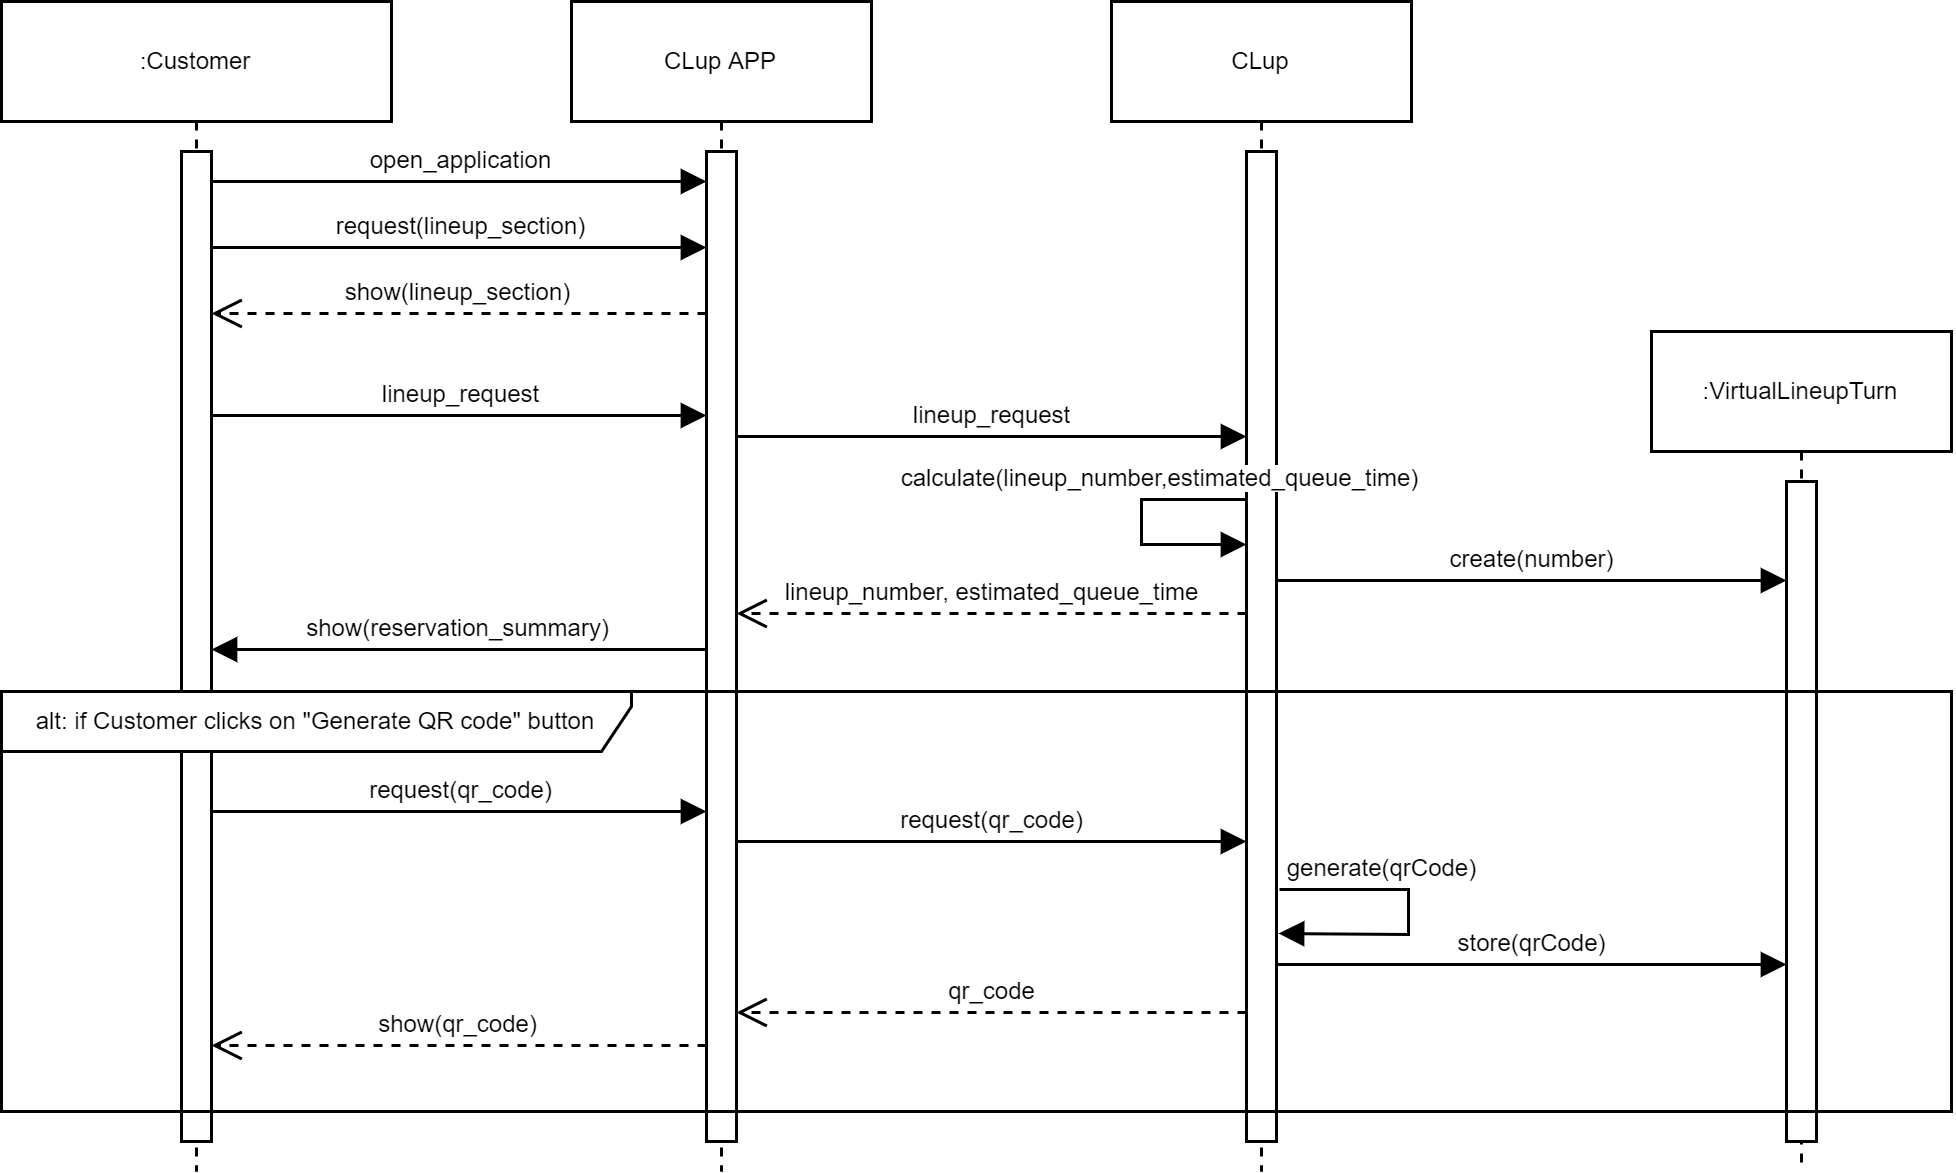 :Customer
CLup APP
CLup
open_application
request(lineup_section)
show(lineup_section)
:VirtualLineupTurn
lineup_request
lineup_request
calculate(lineup_number,estimated_queue_time)
create(number)
lineup_number, estimated_queue_time
show(reservation_summary)
alt: if Customer clicks on "Generate QR code" button
request(qr_code)
request(qr_code)
generate(qrCode)
store(qrCode)
qr_code
show(qr_code)